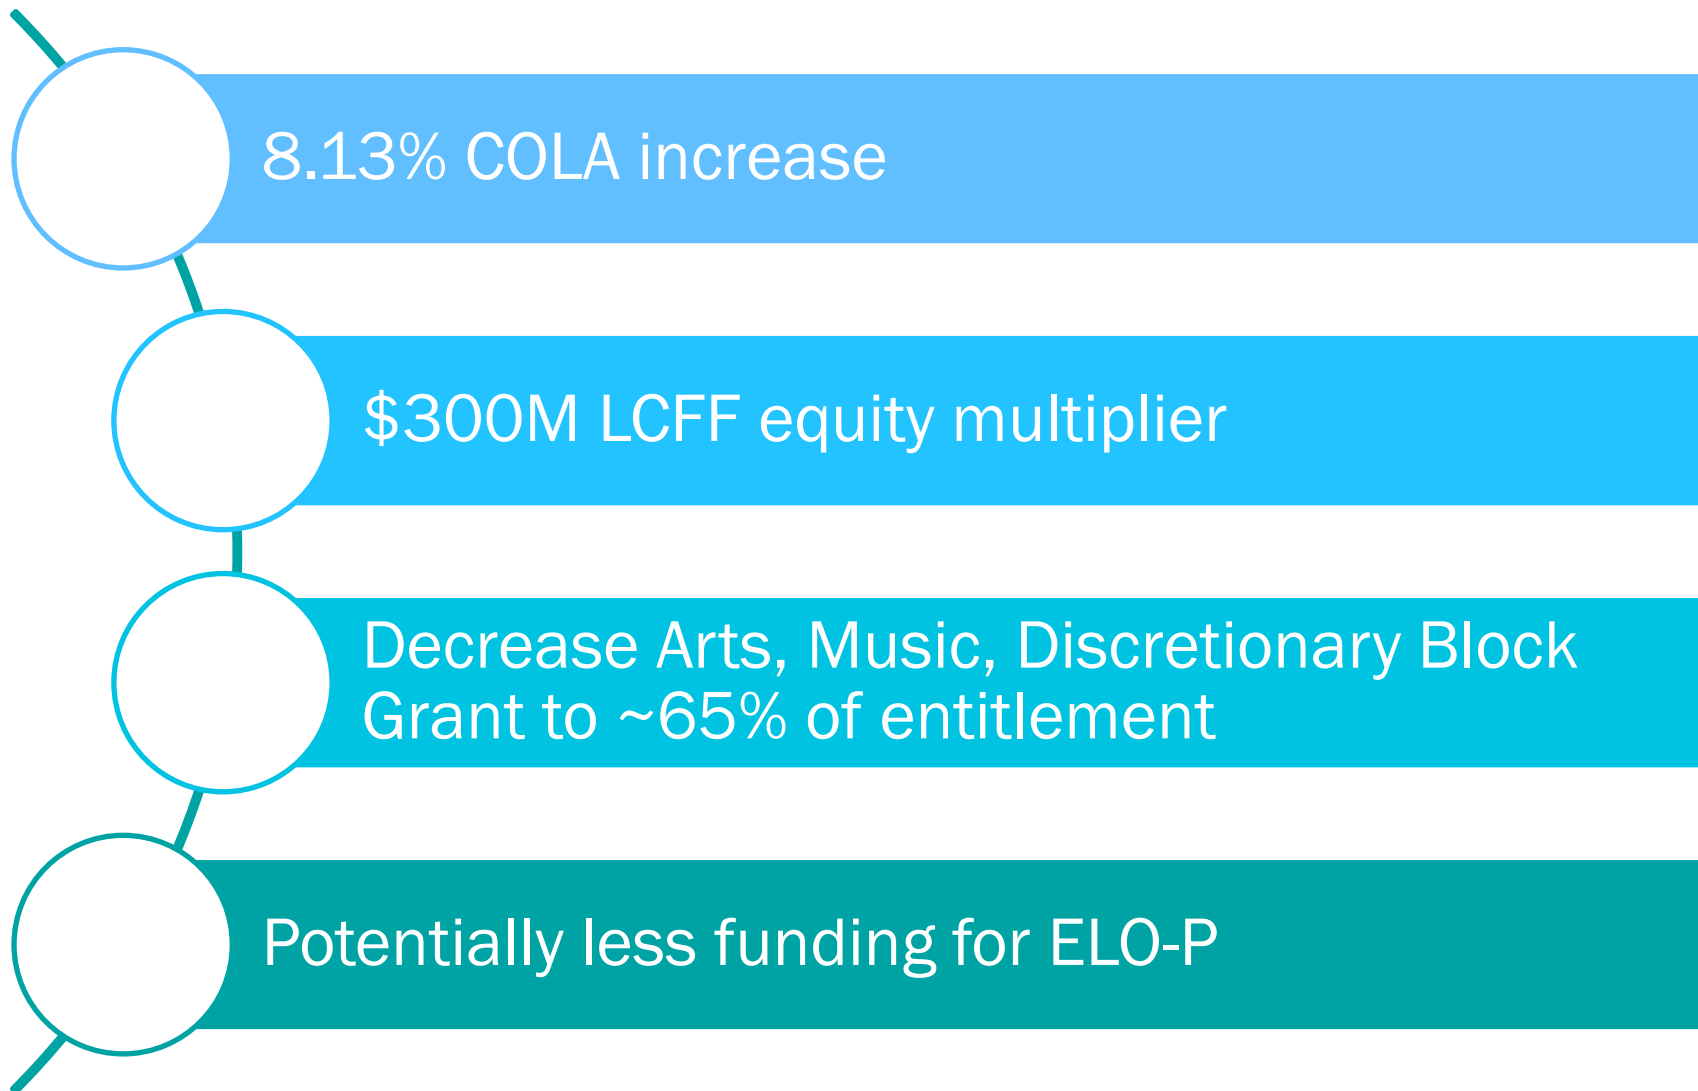 8.13% COLA increase
$300M LCFF equity multiplier
Decrease Arts, Music, Discretionary Block
Grant to ~65% of entitlement
Potentially less funding for ELO-P